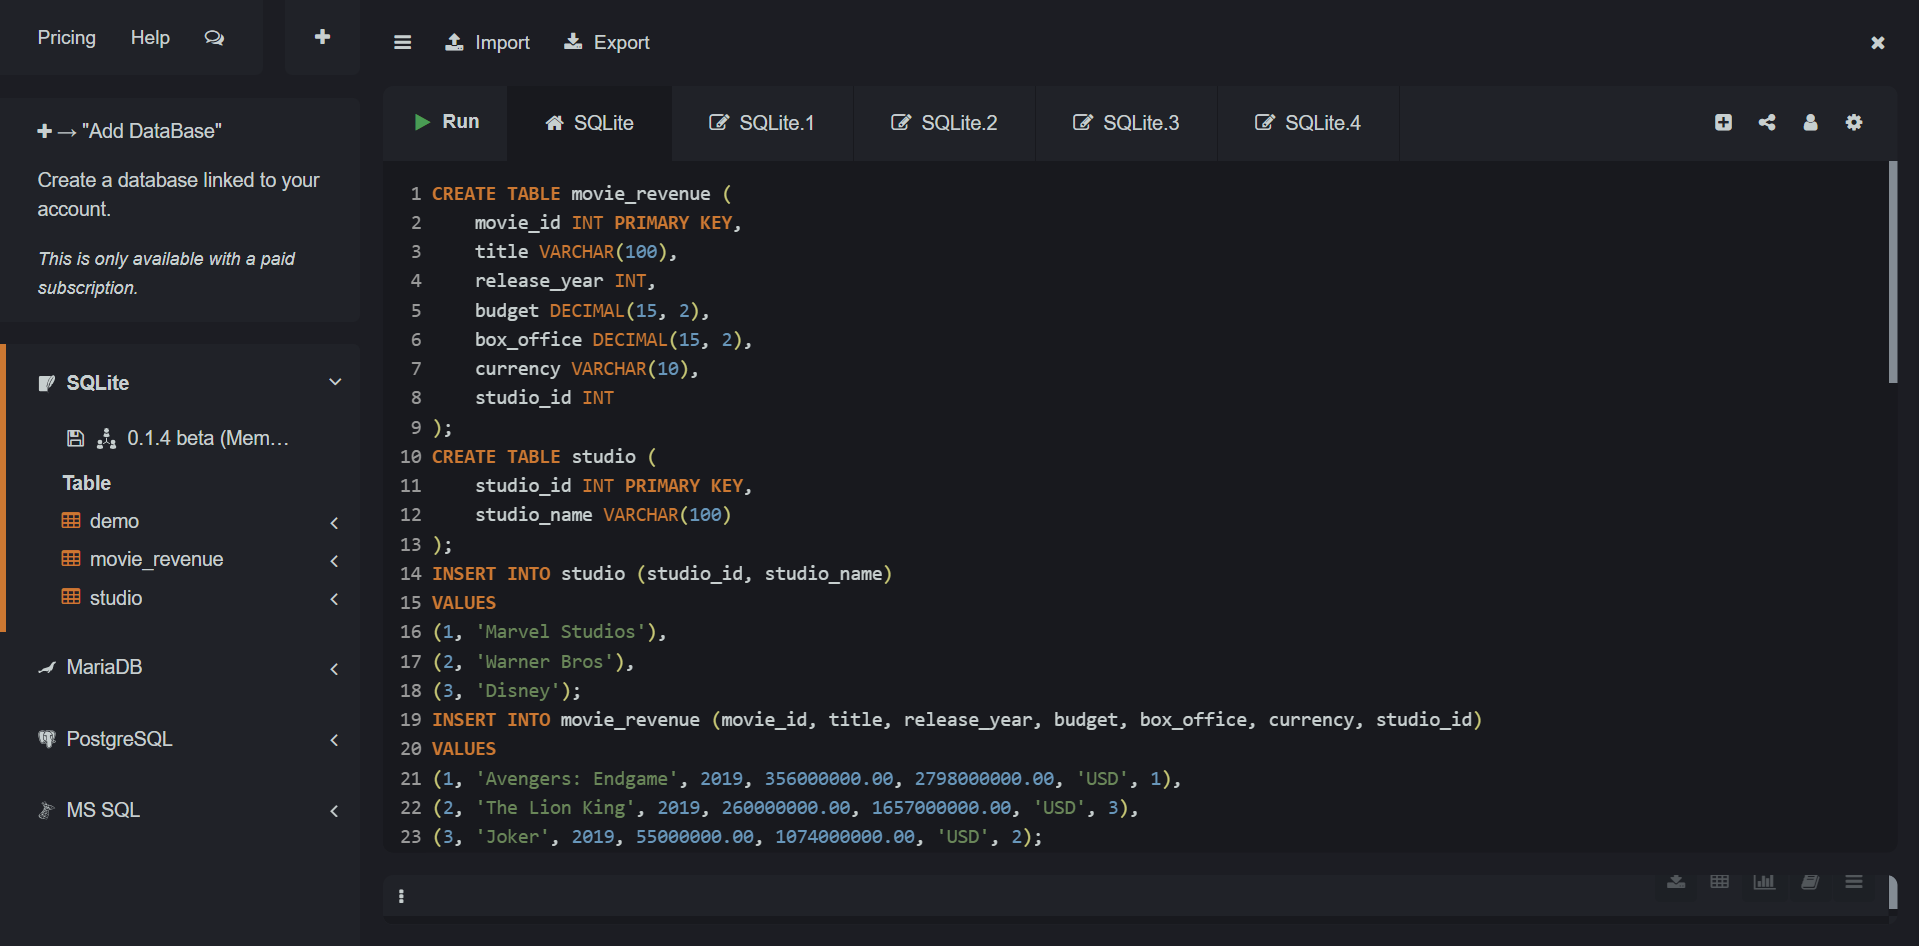 Pricing Help
Import Export
Run SQLite SQLite.1 SQLite.2 SQLite.3 SQLite.4
"Add DataBase"
Create a database linked to your
account.
This is only available with a paid
subscription.
SQLite
0.1.4 beta (Mem…
Table
demo
movie_revenue
studio
MariaDB
PostgreSQL
MS SQL
1 CREATE TABLE movie_revenue (
2     movie_id INT PRIMARY KEY,
3     title VARCHAR(100),
4     release_year INT,
5     budget DECIMAL(15, 2),
6     box_office DECIMAL(15, 2),
7     currency VARCHAR(10),
8     studio_id INT
9 );
10 CREATE TABLE studio (
11     studio_id INT PRIMARY KEY,
12     studio_name VARCHAR(100)
13 );
14 INSERT INTO studio (studio_id, studio_name)
15 VALUES
16 (1, 'Marvel Studios'),
17 (2, 'Warner Bros'),
18 (3, 'Disney');
19 INSERT INTO movie_revenue (movie_id, title, release_year, budget, box_office, currency, studio_id)
20 VALUES
21 (1, 'Avengers: Endgame', 2019, 356000000.00, 2798000000.00, 'USD', 1),
22 (2, 'The Lion King', 2019, 260000000.00, 1657000000.00, 'USD', 3),
23 (3, 'Joker', 2019, 55000000.00, 1074000000.00, 'USD', 2);